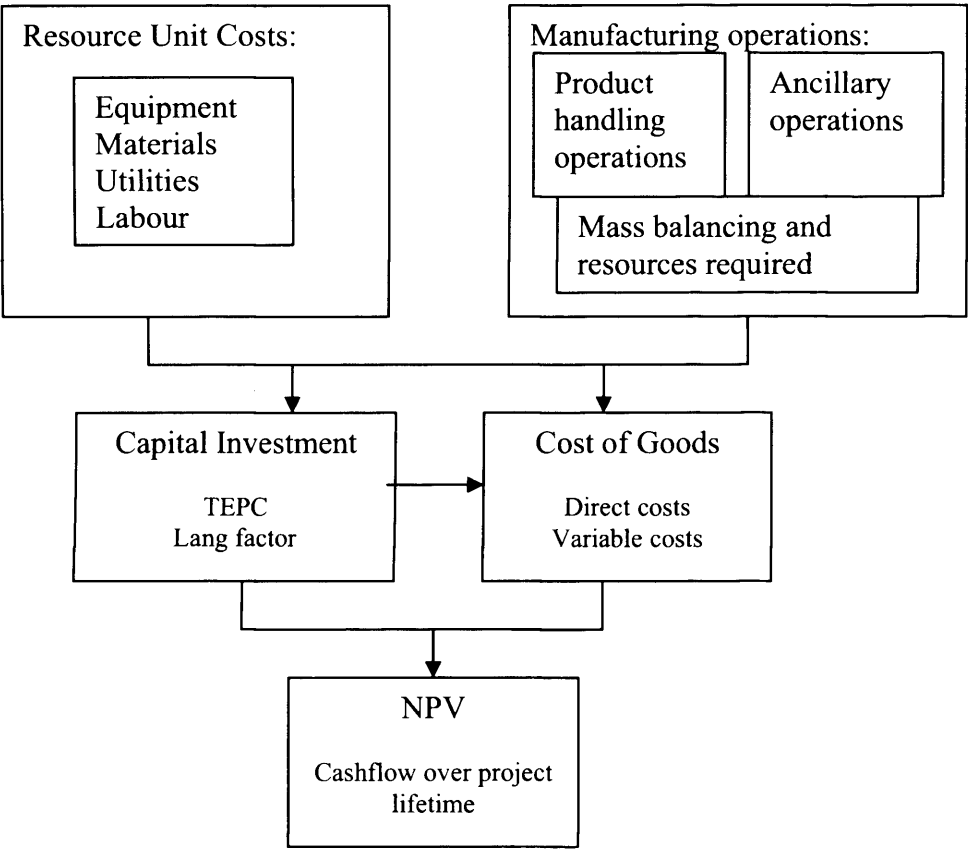 Resource Unit Costs:
Equipment
Materials
Utilities
Labour
Manufacturing operations:
Product
handling
operations
Ancillary
operations
Mass balancing and
resources required
Capital Investment
TEPC
Lang factor
Cost of Goods
Direct costs
Variable costs
NPV
Cashflow over project
lifetime